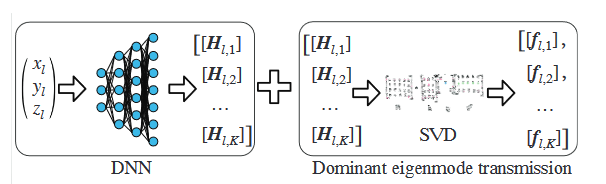 (x_l y_l z_l)
[[H_{l,1}]
[H_{l,2}]
...
[H_{l,K}]]
DNN
[[H_{l,1}]
[H_{l,2}]
...
[H_{l,K}]]
SVD
[[f_{l,1}],
[f_{l,2}],
...
[f_{l,K}]]
Dominant eigenmode transmission